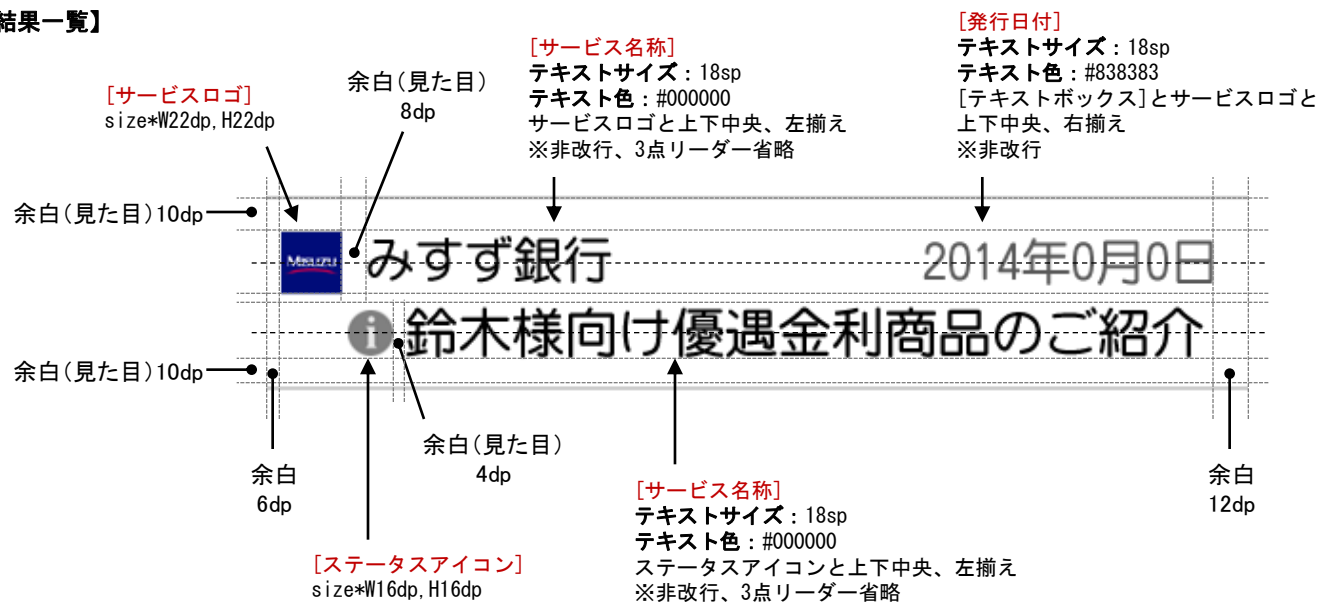 結果一覧】
[サービスロゴ]
size*W22dp,H22dp
余白(見た目)
8dp
[サービス名称]
テキストサイズ：18sp
テキスト色：#000000
サービスロゴと上下中央、左揃え
※非改行、3点リーダー省略
[発行日付]
テキストサイズ：18sp
テキスト色：#838383
[テキストボックス]とサービスロゴと
上下中央、右揃え
※非改行
余白(見た目)10dp
Misuzu
みすず銀行
2014年0月0日
鈴木様向け優遇金利商品のご紹介
余白(見た目)10dp
余白
6dp
余白(見た目)
4dp
余白
12dp
[ステータスアイコン]
size*W16dp,H16dp
[サービス名称]
テキストサイズ：18sp
テキスト色：#000000
ステータスアイコンと上下中央、左揃え
※非改行、3点リーダー省略